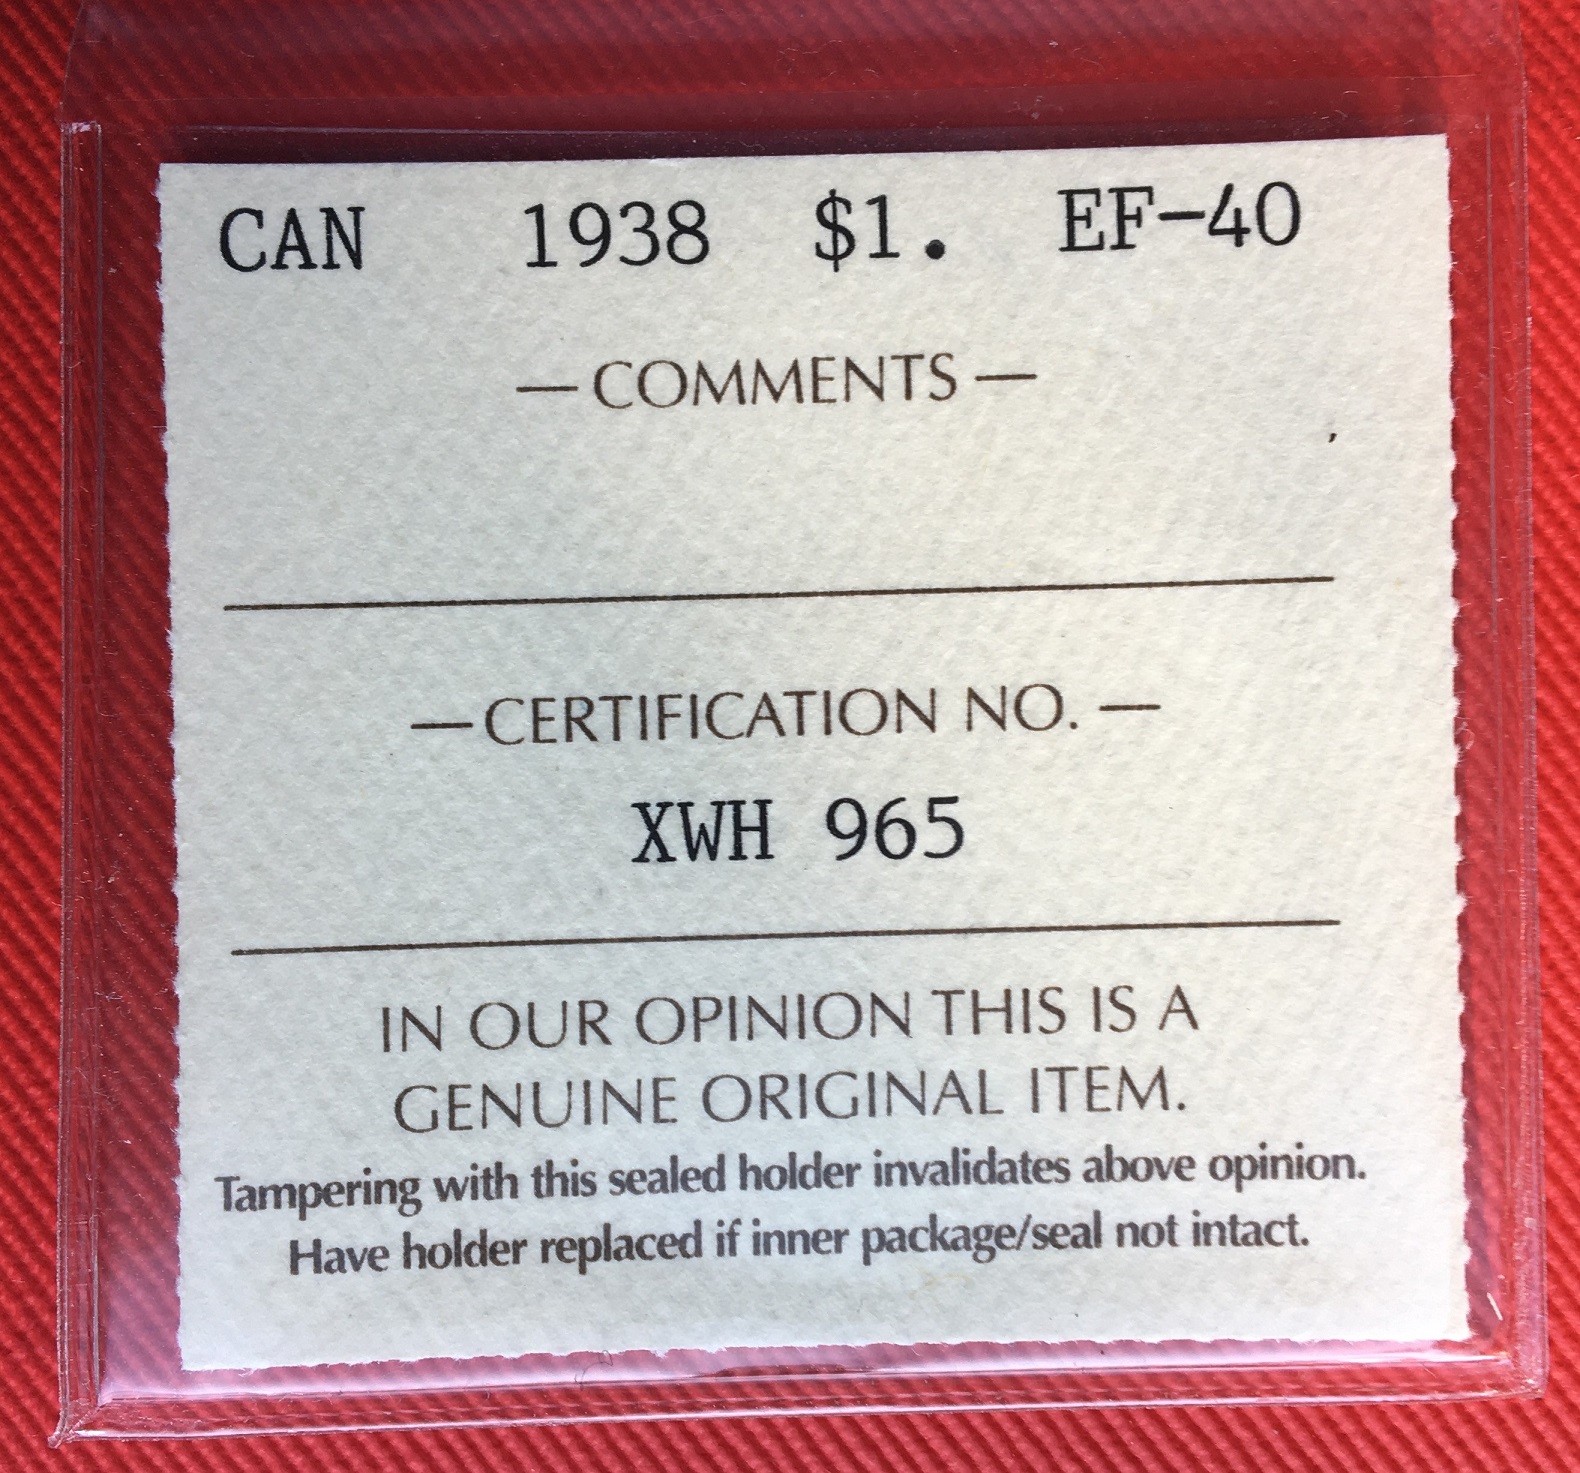 CAN 1938 $1. EF-40
— COMMENTS —
— CERTIFICATION NO. —
XWH 965
IN OUR OPINION THIS IS A
GENUINE ORIGINAL ITEM.
Tampering with this sealed holder invalidates above opinion.
Have holder replaced if inner package/seal not intact.